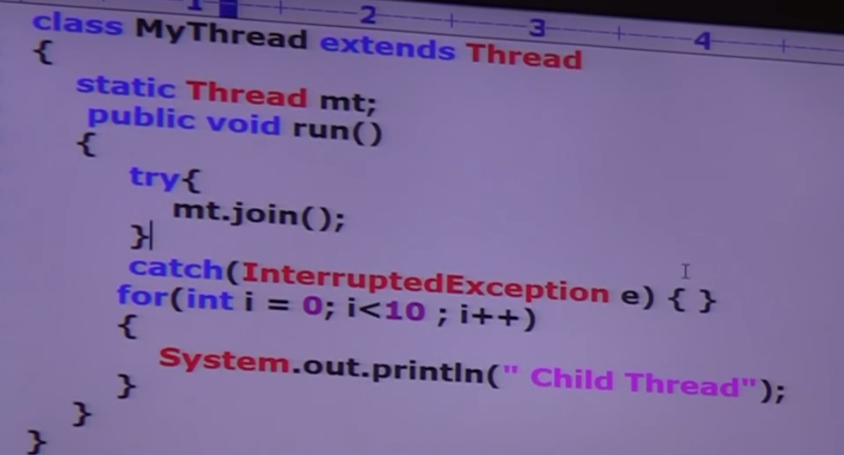 1 2 3 4
class MyThread extends Thread
{
static Thread mt;
public void run()
{
try{
mt.join();
}
catch(InterruptedException e) { }
for(int i = 0; i<10 ; i++)
{
System.out.println(" Child Thread");
}
}
}